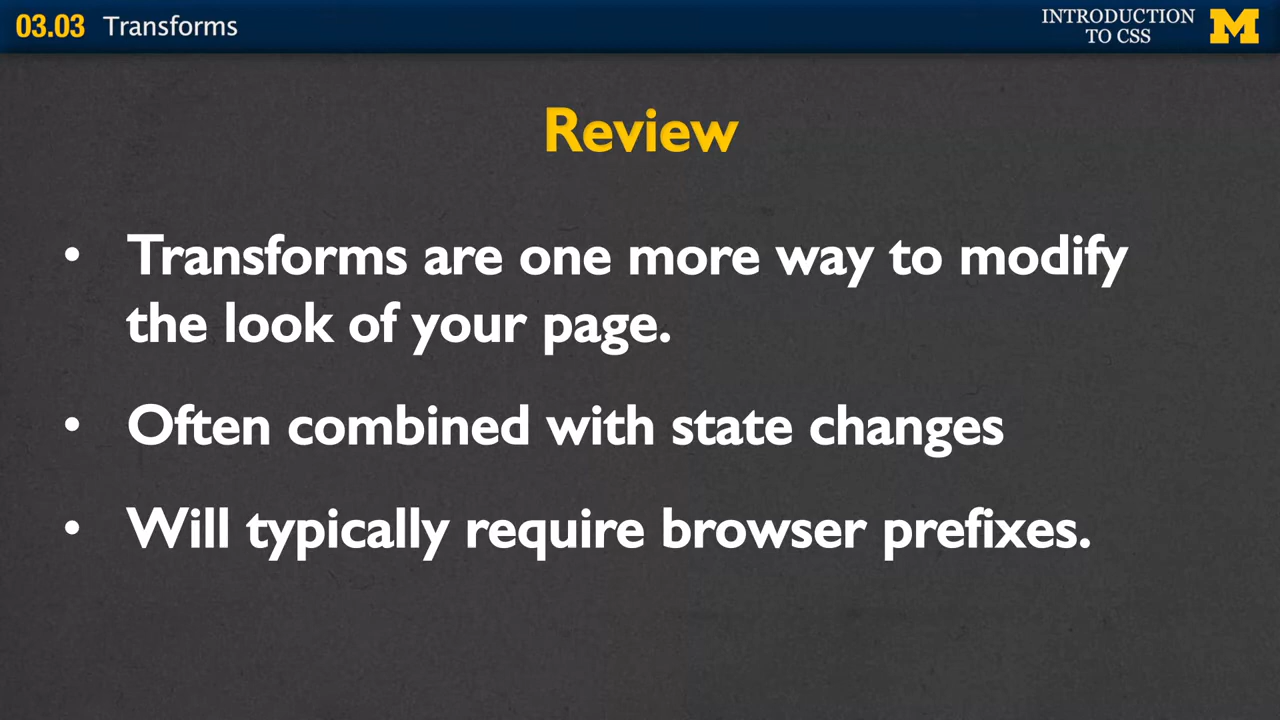 03.03 Transforms
INTRODUCTION
TO CSS
M
Review
• Transforms are one more way to modify
the look of your page.
• Often combined with state changes
• Will typically require browser prefixes.